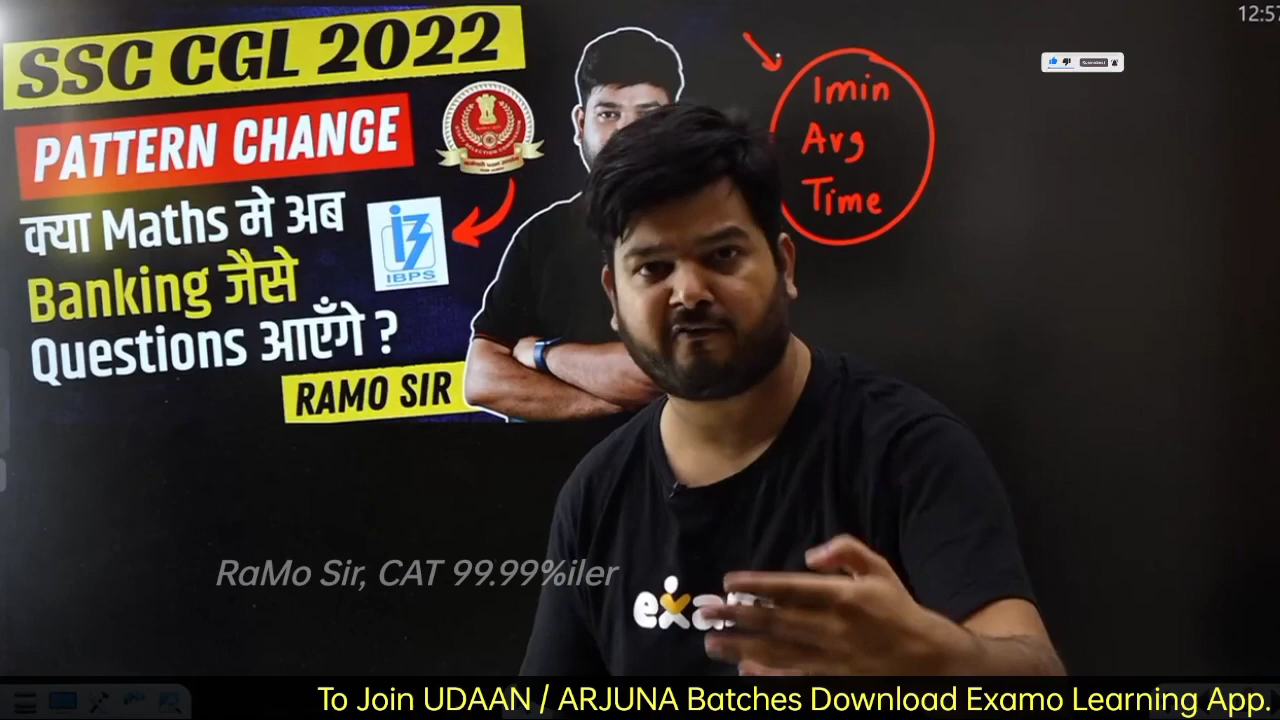 SSC CGL 2022
PATTERN CHANGE
क्या Maths मे अब
Banking जैसे
Questions आएँगे ?
IBPS
RAMO SIR
1min
Avg
Time
12:57
RaMo Sir, CAT 99.99%iler
exam
To Join UDAAN / ARJUNA Batches Download Examo Learning App.